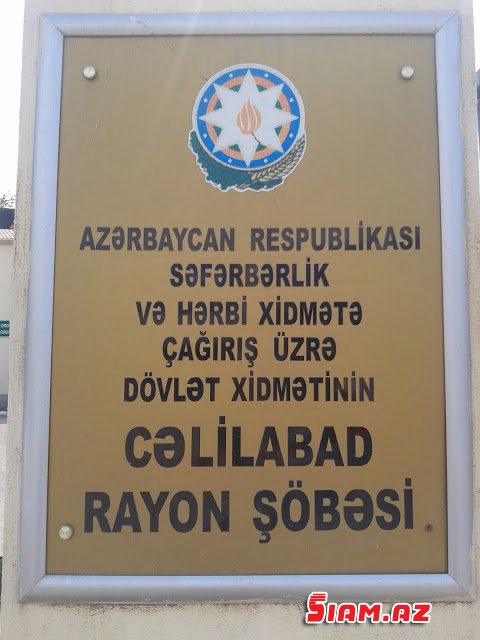 AZƏRBAYCAN RESPUBLİKASI
SƏFƏRBƏRLİK
VƏ HƏRBİ XİDMƏTƏ
ÇAĞIRIŞ ÜZRƏ
DÖVLƏT XİDMƏTİNİN
CƏLİLABAD
RAYON ŞÖBƏSİ
SIAM.AZ